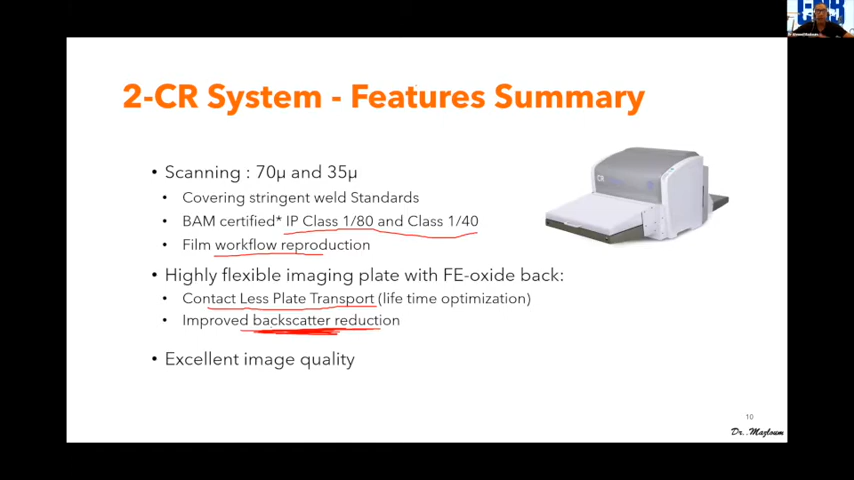 2-CR System - Features Summary
• Scanning : 70µ and 35µ
• Covering stringent weld Standards
• BAM certified* IP Class 1/80 and Class 1/40
• Film workflow reproduction
• Highly flexible imaging plate with FE-oxide back:
• Contact Less Plate Transport (life time optimization)
• Improved backscatter reduction
• Excellent image quality
10
Dr. .Mazloum